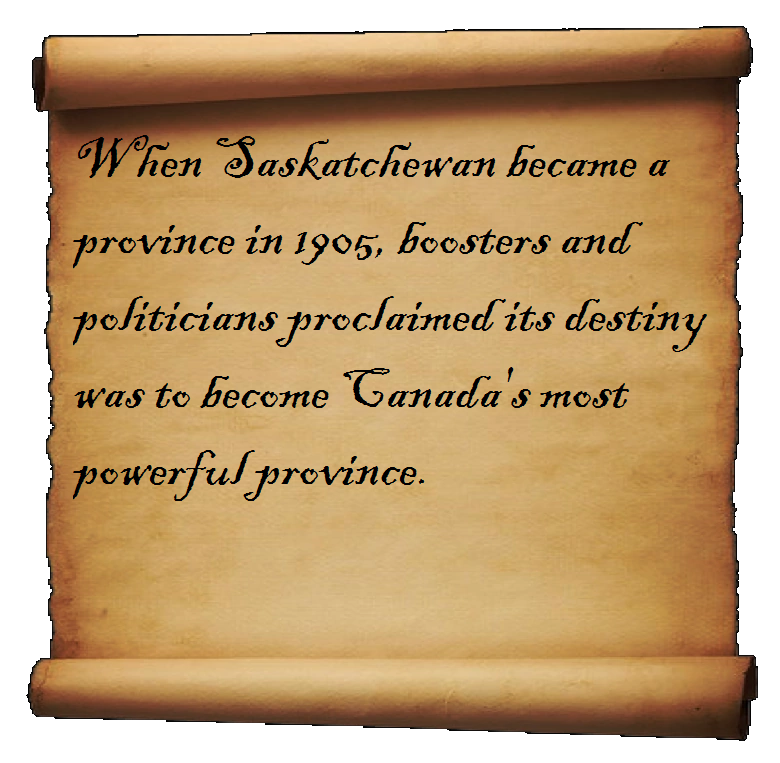 When Saskatchewan became a
province in 1905, boosters and
politicians proclaimed its destiny
was to become Canada's most
powerful province.